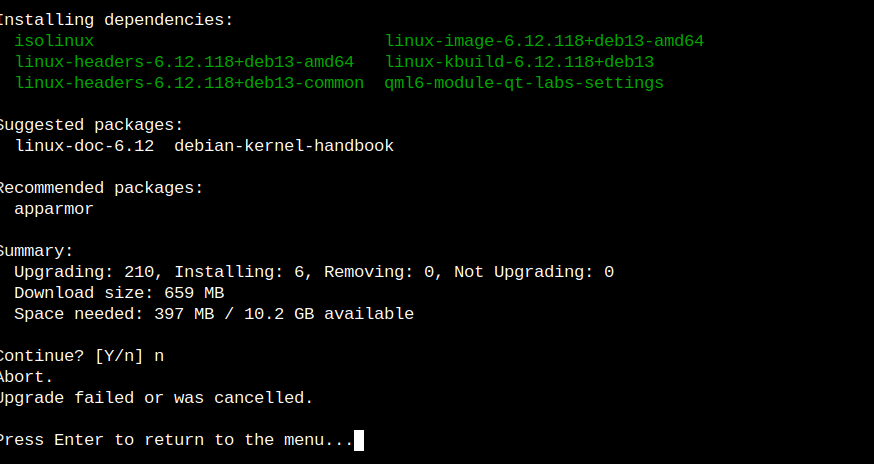 Installing dependencies:
isolinux linux-image-6.12.118+deb13-amd64
linux-headers-6.12.118+deb13-amd64 linux-kbuild-6.12.118+deb13
linux-headers-6.12.118+deb13-common qml6-module-qt-labs-settings
Suggested packages:
linux-doc-6.12 debian-kernel-handbook
Recommended packages:
apparmor
Summary:
Upgrading: 210, Installing: 6, Removing: 0, Not Upgrading: 0
Download size: 659 MB
Space needed: 397 MB / 10.2 GB available
Continue? [Y/n] n
Abort.
Upgrade failed or was cancelled.
Press Enter to return to the menu...